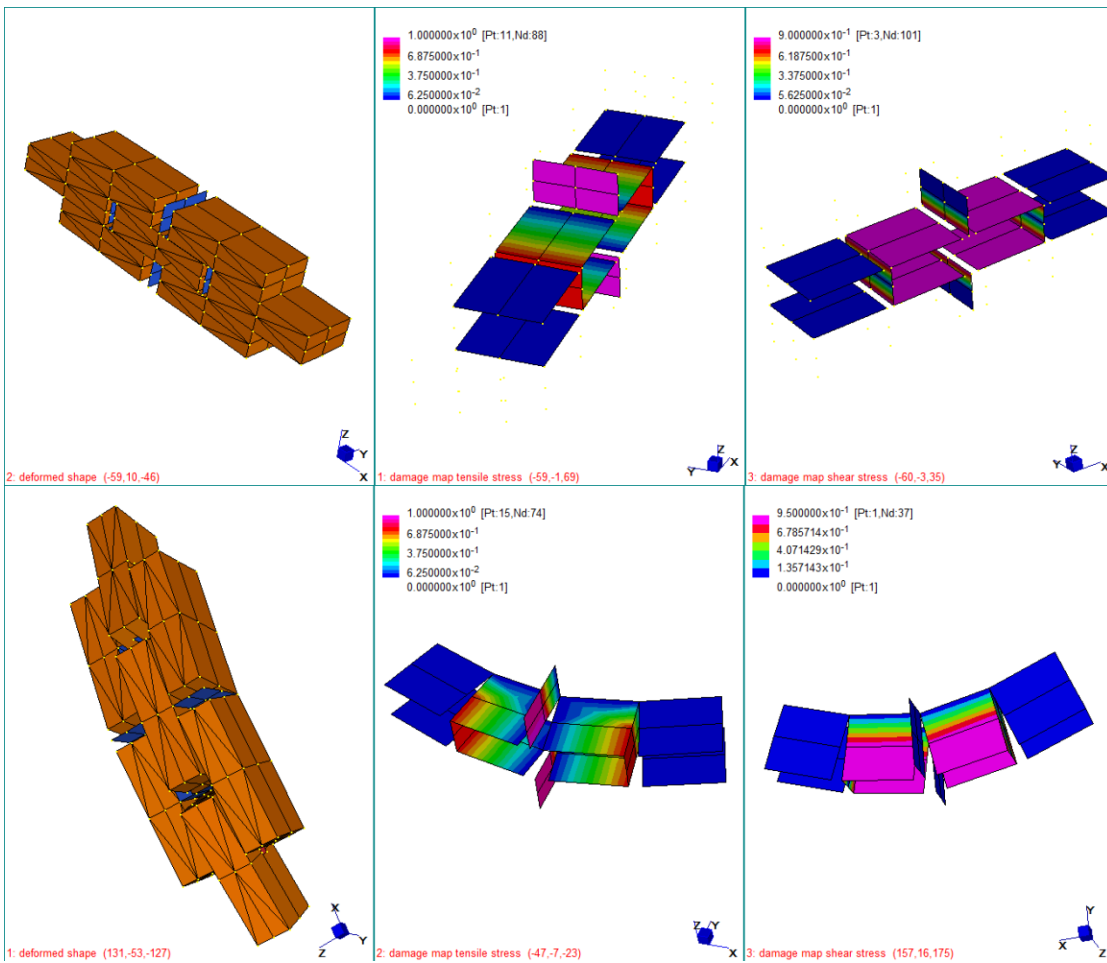 1.000000x10⁰ [Pt:11,Nd:88]
6.875000x10⁻¹
3.750000x10⁻¹
6.250000x10⁻²
0.000000x10⁰ [Pt:1]
9.000000x10⁻¹ [Pt:3,Nd:101]
6.187500x10⁻¹
3.375000x10⁻¹
5.625000x10⁻²
0.000000x10⁰ [Pt:1]
Z
Y
X
Z
Y
X
Z
Y
X
2: deformed shape (-59,10,-46)
1: damage map tensile stress (-59,-1,69)
3: damage map shear stress (-60,-3,35)
1.000000x10⁰ [Pt:15,Nd:74]
6.875000x10⁻¹
3.750000x10⁻¹
6.250000x10⁻²
0.000000x10⁰ [Pt:1]
9.500000x10⁻¹ [Pt:1,Nd:37]
6.785714x10⁻¹
4.071429x10⁻¹
1.357143x10⁻¹
0.000000x10⁰ [Pt:1]
X
Y
Z
Z
Y
X
Y
X
Z
1: deformed shape (131,-53,-127)
2: damage map tensile stress (-47,-7,-23)
3: damage map shear stress (157,16,175)